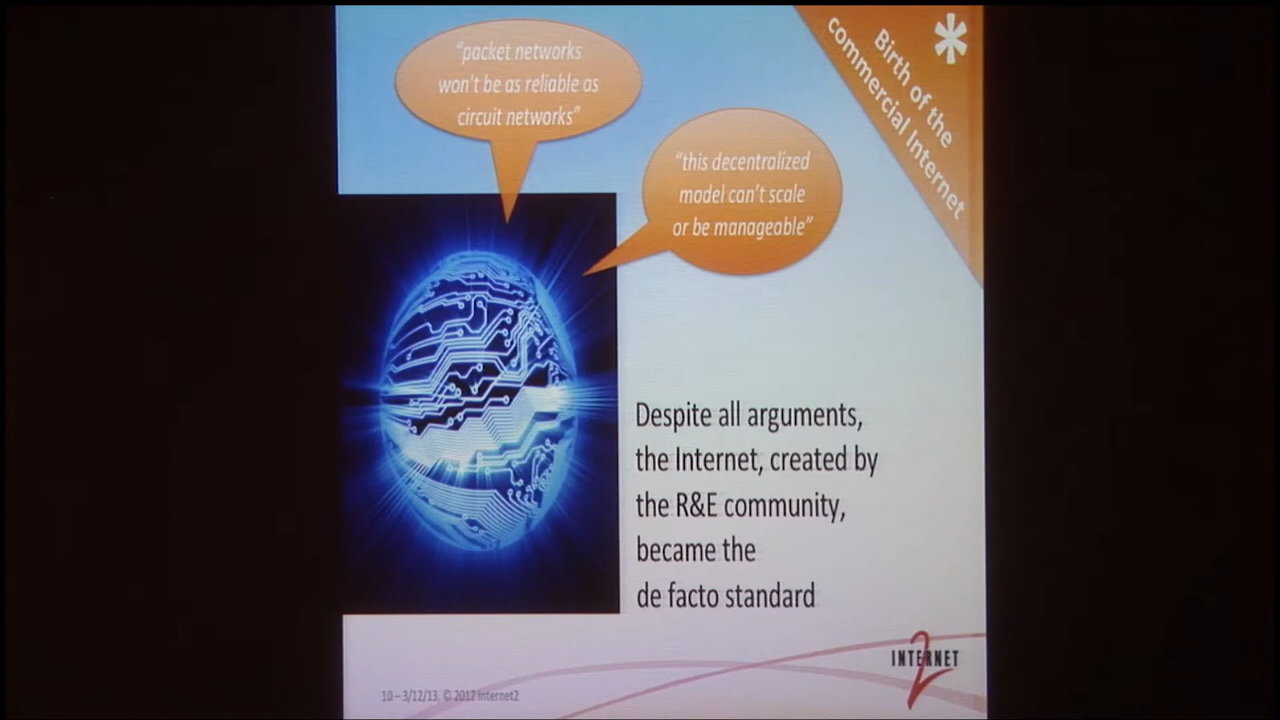 "packet networks
won't be as reliable as
circuit networks"
"this decentralized
model can't scale
or be manageable"
*
Birth of the
commercial Internet
Despite all arguments,
the Internet, created by
the R&E community,
became the
de facto standard
INTERNET
2
10 – 3/12/13, © 2012 Internet2